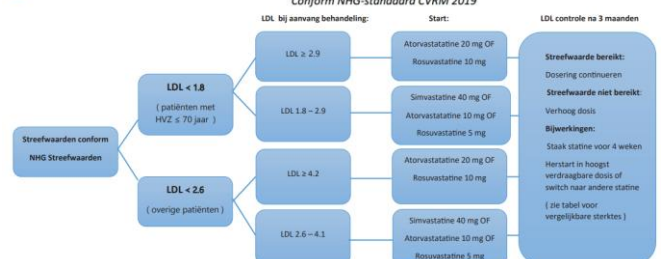 Conform NHG-standaard CVRM 2019
LDL bij aanvang behandeling:
Start:
LDL controle na 3 maanden
Streefwaarden conform
NHG Streefwaarden
LDL < 1.8
( patiënten met
HVZ ≤ 70 jaar )
LDL < 2.6
( overige patiënten )
LDL ≥ 2.9
LDL 1.8 – 2.9
LDL ≥ 4.2
LDL 2.6 – 4.1
Atorvastatatine 20 mg OF
Rosuvastatine 10 mg
Simvastatine 40 mg OF
Atorvastatatine 10 mg OF
Rosuvastatine 5 mg
Atorvastatatine 20 mg OF
Rosuvastatine 10 mg
Simvastatine 40 mg OF
Atorvastatatine 10 mg OF
Rosuvastatine 5 mg
Streefwaarde bereikt:
Dosering continueren
Streefwaarde niet bereikt:
Verhoog dosis
Bijwerkingen:
Staak statine voor 4 weken
Herstart in hoogst
verdraagbare dosis of
switch naar andere statine
( zie tabel voor
vergelijkbare sterktes )